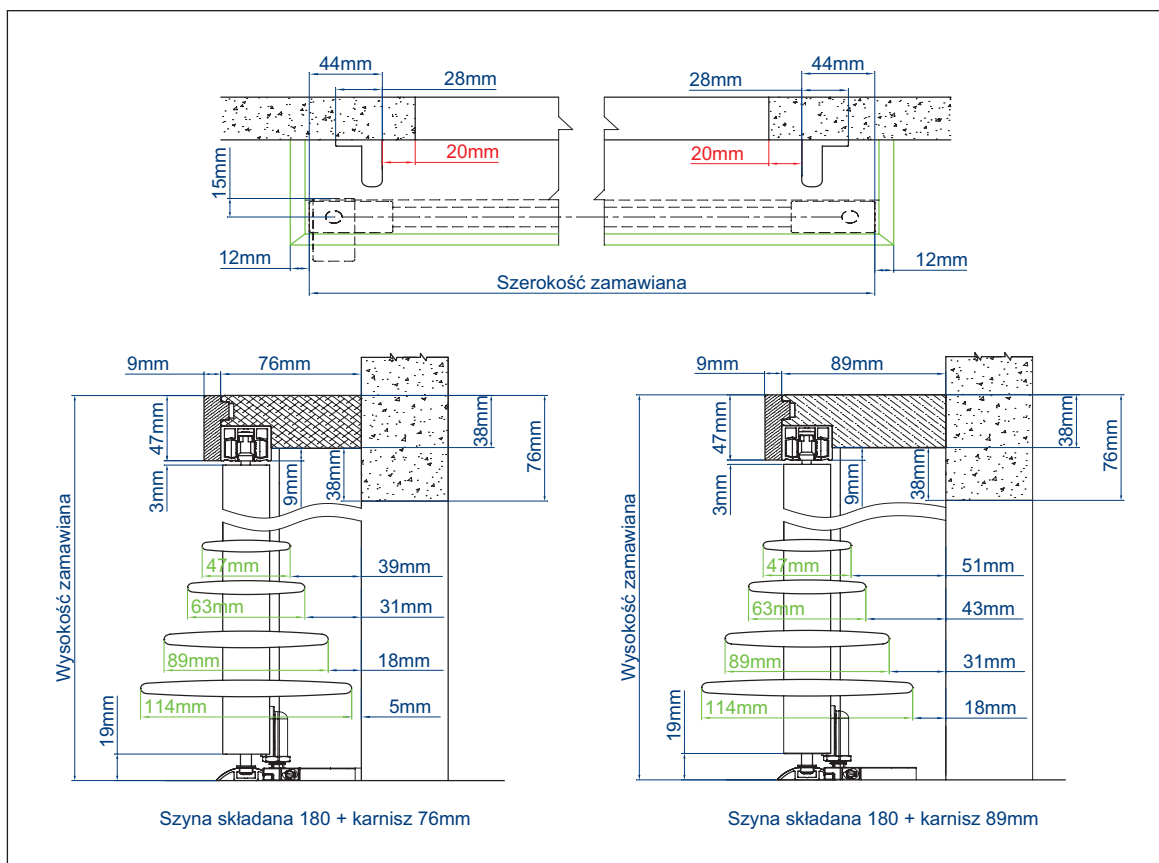 44mm
44mm
28mm
28mm
20mm
20mm
15mm
12mm
12mm
Szerokość zamawiana
9mm
76mm
47mm
38mm
76mm
3mm
9mm
38mm
Wysokość zamawiana
47mm
39mm
63mm
31mm
89mm
18mm
114mm
5mm
19mm
Szyna składana 180 + karnisz 76mm
9mm
89mm
47mm
38mm
76mm
3mm
9mm
38mm
Wysokość zamawiana
47mm
51mm
63mm
43mm
89mm
31mm
114mm
18mm
19mm
Szyna składana 180 + karnisz 89mm